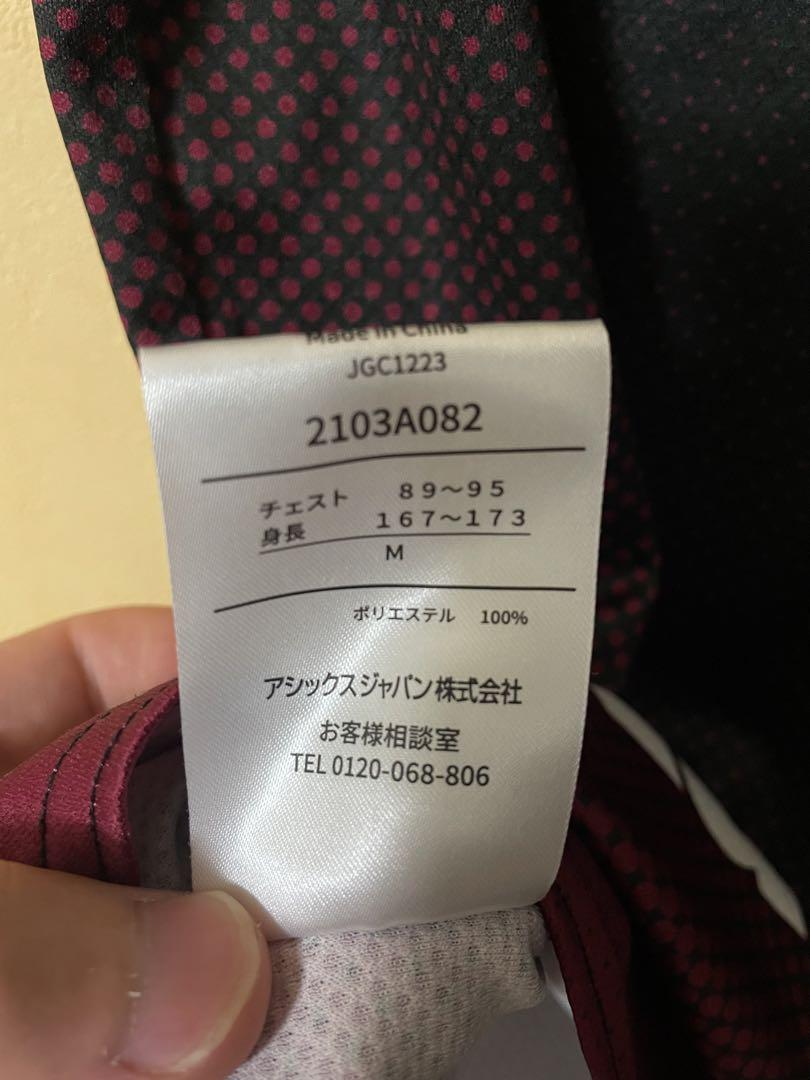 Made in China
JGC1223
2103A082
チェスト 89～95
身長 167～173
M
ポリエステル 100%
アシックスジャパン株式会社
お客様相談室
TEL 0120-068-806